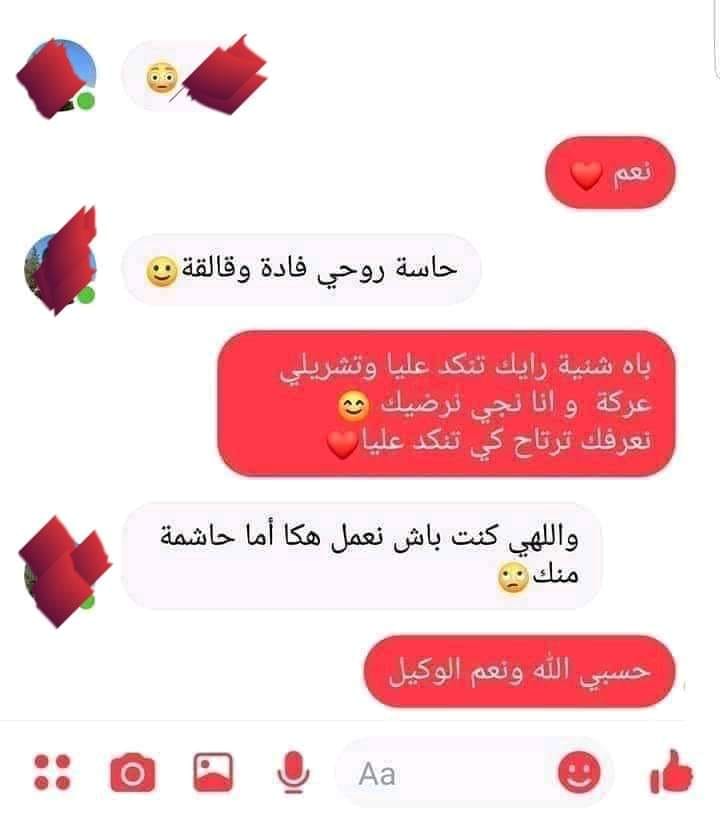 😳
نعم ❤️
حاسة روحي فادة وقالقة🙂
باه شنية رايك تنكد عليا وتشريلي
عركة و انا نجي نرضيك 😊
نعرفك ترتاح كي تنكد عليا❤️
واللهي كنت باش نعمل هكا أما حاشمة
منك🙄
حسبي الله ونعم الوكيل
Aa